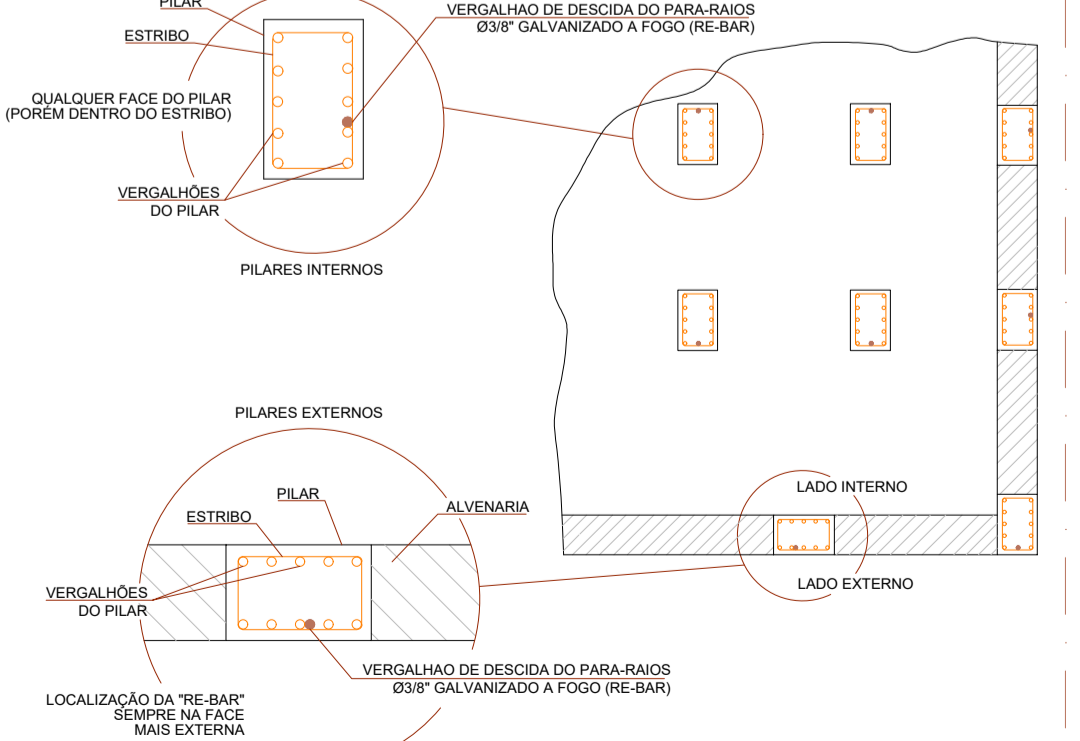 PILAR
VERGALHAO DE DESCIDA DO PARA-RAIOS
Ø3/8" GALVANIZADO A FOGO (RE-BAR)
ESTRIBO
QUALQUER FACE DO PILAR
(PORÉM DENTRO DO ESTRIBO)
VERGALHÕES
DO PILAR
PILARES INTERNOS
PILARES EXTERNOS
PILAR
ESTRIBO
ALVENARIA
VERGALHÕES
DO PILAR
VERGALHAO DE DESCIDA DO PARA-RAIOS
Ø3/8" GALVANIZADO A FOGO (RE-BAR)
LOCALIZAÇÃO DA "RE-BAR"
SEMPRE NA FACE
MAIS EXTERNA
LADO INTERNO
LADO EXTERNO